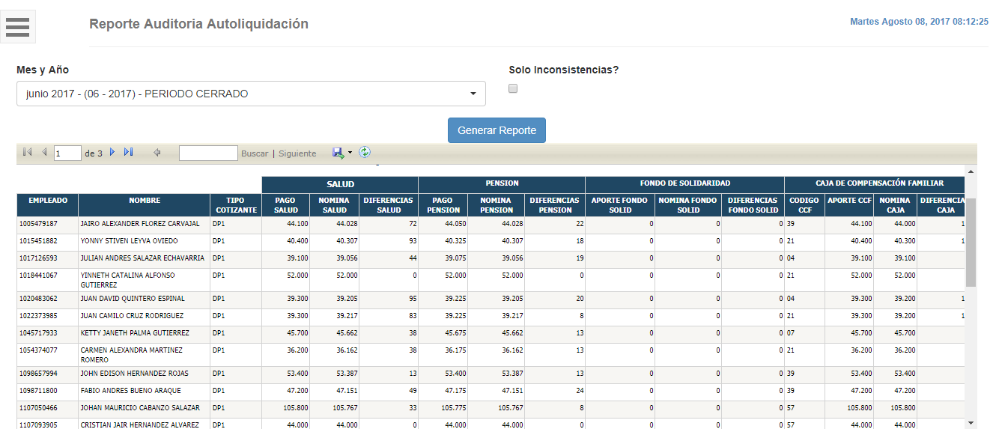 Reporte Auditoria Autoliquidación
Martes Agosto 08, 2017 08:12:25
Mes y Año
Solo Inconsistencias?
junio 2017 - (06 - 2017) - PERIODO CERRADO
Generar Reporte
1 de 3 Buscar | Siguiente
SALUD PENSION FONDO DE SOLIDARIDAD CAJA DE COMPENSACIÓN FAMILIAR
EMPLEADO NOMBRE TIPO COTIZANTE PAGO SALUD NOMINA SALUD DIFERENCIAS SALUD PAGO PENSION NOMINA PENSION DIFERENCIAS PENSION APORTE FONDO SOLID NOMINA FONDO SOLID DIFERENCIAS FONDO SOLID CODIGO CCF APORTE CCF NOMINA CAJA DIFERENCIA CAJA
1005479187 JAIRO ALEXANDER FLOREZ CARVAJAL DP1 44.100 44.028 72 44.050 44.028 22 0 0 0 39 44.100 44.000 1
1015451882 YONNY STIVEN LEYVA OVIEDO DP1 40.400 40.307 93 40.325 40.307 18 0 0 0 21 40.400 40.300 1
1017126593 JULIAN ANDRES SALAZAR ECHAVARRIA DP1 39.100 39.056 44 39.075 39.056 19 0 0 0 04 39.100 39.100
1018441067 YINNETH CATALINA ALFONSO GUTIERREZ DP1 52.000 52.000 0 52.000 52.000 0 0 0 0 21 52.000 52.000
1020483062 JUAN DAVID QUINTERO ESPINAL DP1 39.300 39.205 95 39.225 39.205 20 0 0 0 04 39.300 39.200 1
1022373985 JUAN CAMILO CRUZ RODRIGUEZ DP1 39.300 39.217 83 39.225 39.217 8 0 0 0 21 39.300 39.200 1
1045717933 KETTY JANETH PALMA GUTIERREZ DP1 45.700 45.662 38 45.675 45.662 13 0 0 0 07 45.700 45.700
1054374077 CARMEN ALEXANDRA MARTINEZ ROMERO DP1 36.200 36.162 38 36.175 36.162 13 0 0 0 21 36.200 36.200
1098657994 JOHN EDISON HERNANDEZ ROJAS DP1 53.400 53.387 13 53.400 53.387 13 0 0 0 39 53.400 53.400
1098711800 FABIO ANDRES BUENO ARAQUE DP1 47.200 47.151 49 47.175 47.151 24 0 0 0 39 47.200 47.200
1107050466 JOHAN MAURICIO CABANZO SALAZAR DP1 105.800 105.767 33 105.775 105.767 8 0 0 0 57 105.800 105.800
1107093905 CRISTIAN JAIR HERNANDEZ ALVAREZ DP1 44.000 44.000 0 44.000 44.000 0 0 0 0 57 44.000 44.000